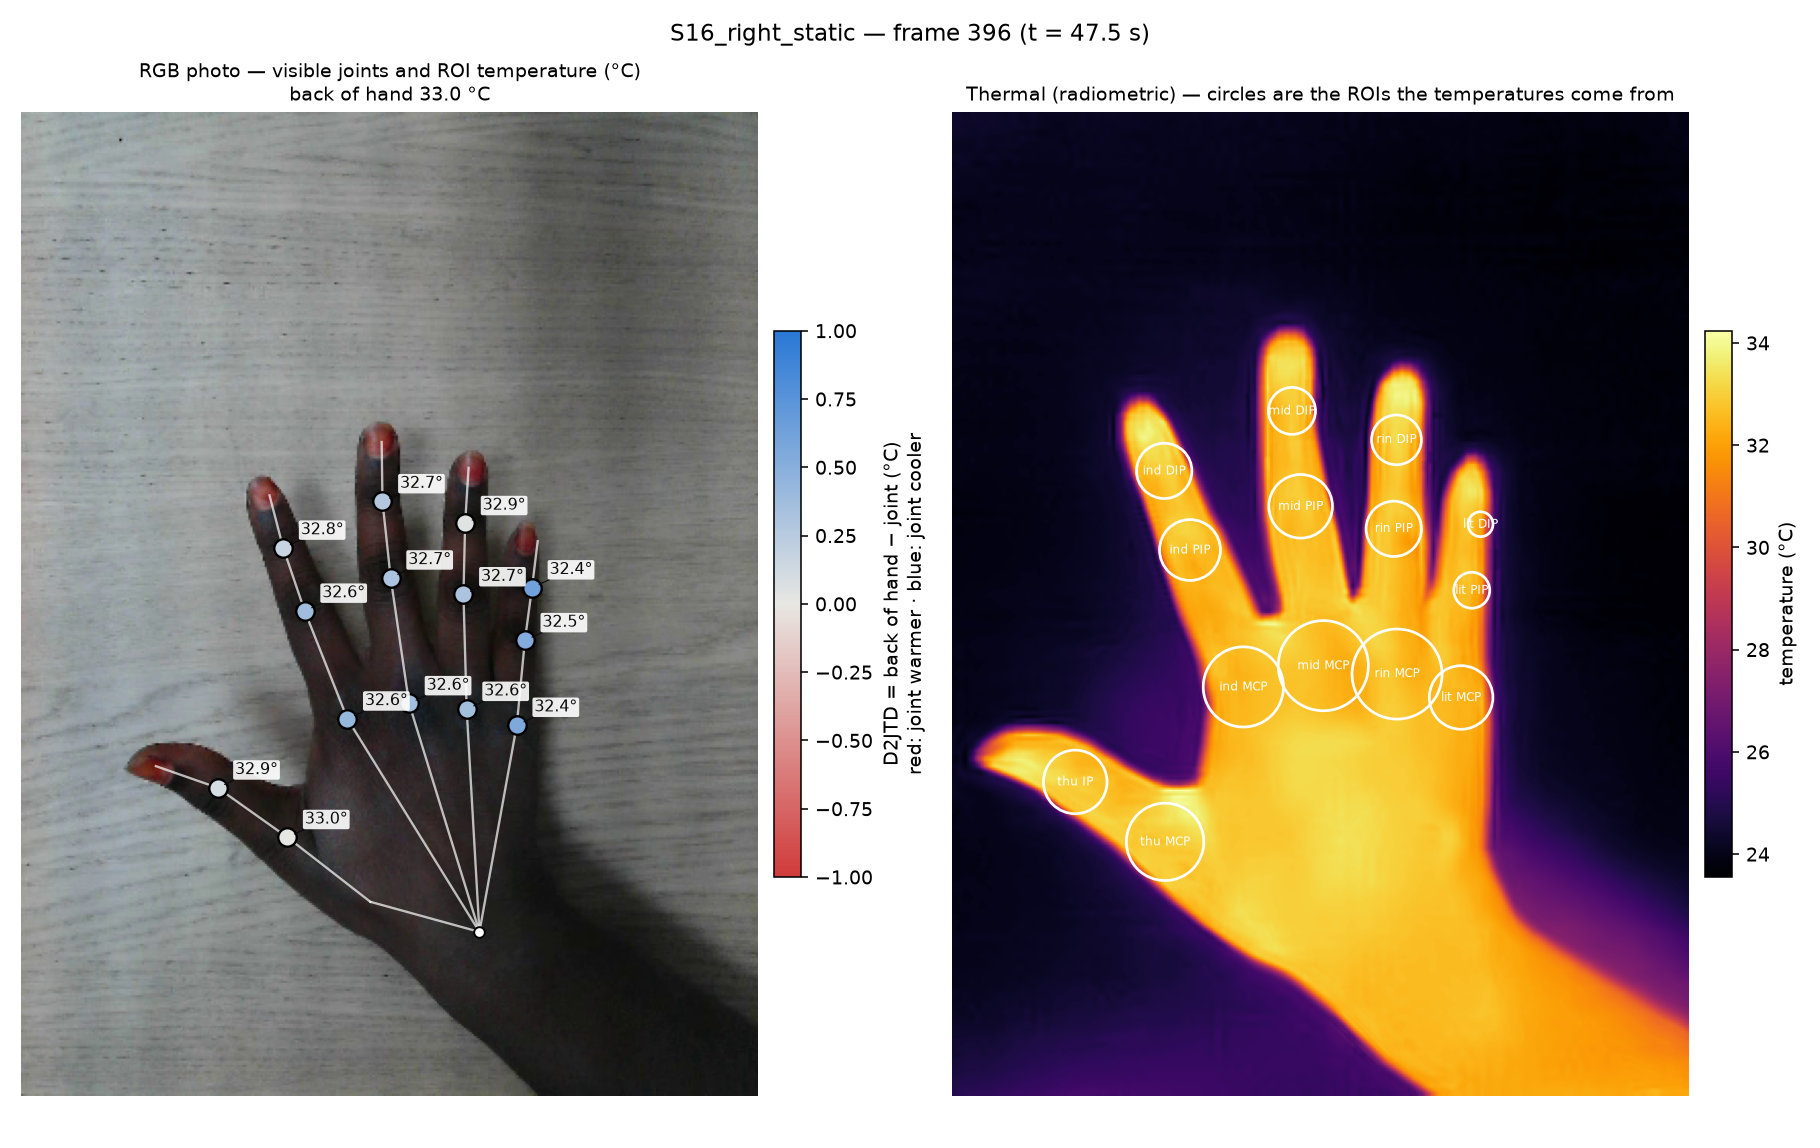 S16_right_static — frame 396 (t = 47.5 s)
RGB photo — visible joints and ROI temperature (°C)
back of hand 33.0 °C
32.7°
32.9°
32.8°
32.7°
32.7°
32.4°
32.6°
32.5°
32.6°
32.6°
32.6°
32.4°
32.9°
33.0°
1.00
0.75
0.50
0.25
0.00
−0.25
−0.50
−0.75
−1.00
D2JTD = back of hand − joint (°C)
red: joint warmer · blue: joint cooler
Thermal (radiometric) — circles are the ROIs the temperatures come from
mid DIP
rin DIP
ind DIP
mid PIP
lit DIP
rin PIP
ind PIP
lit PIP
mid MCP
rin MCP
ind MCP
lit MCP
thu IP
thu MCP
34
32
30
28
26
24
temperature (°C)